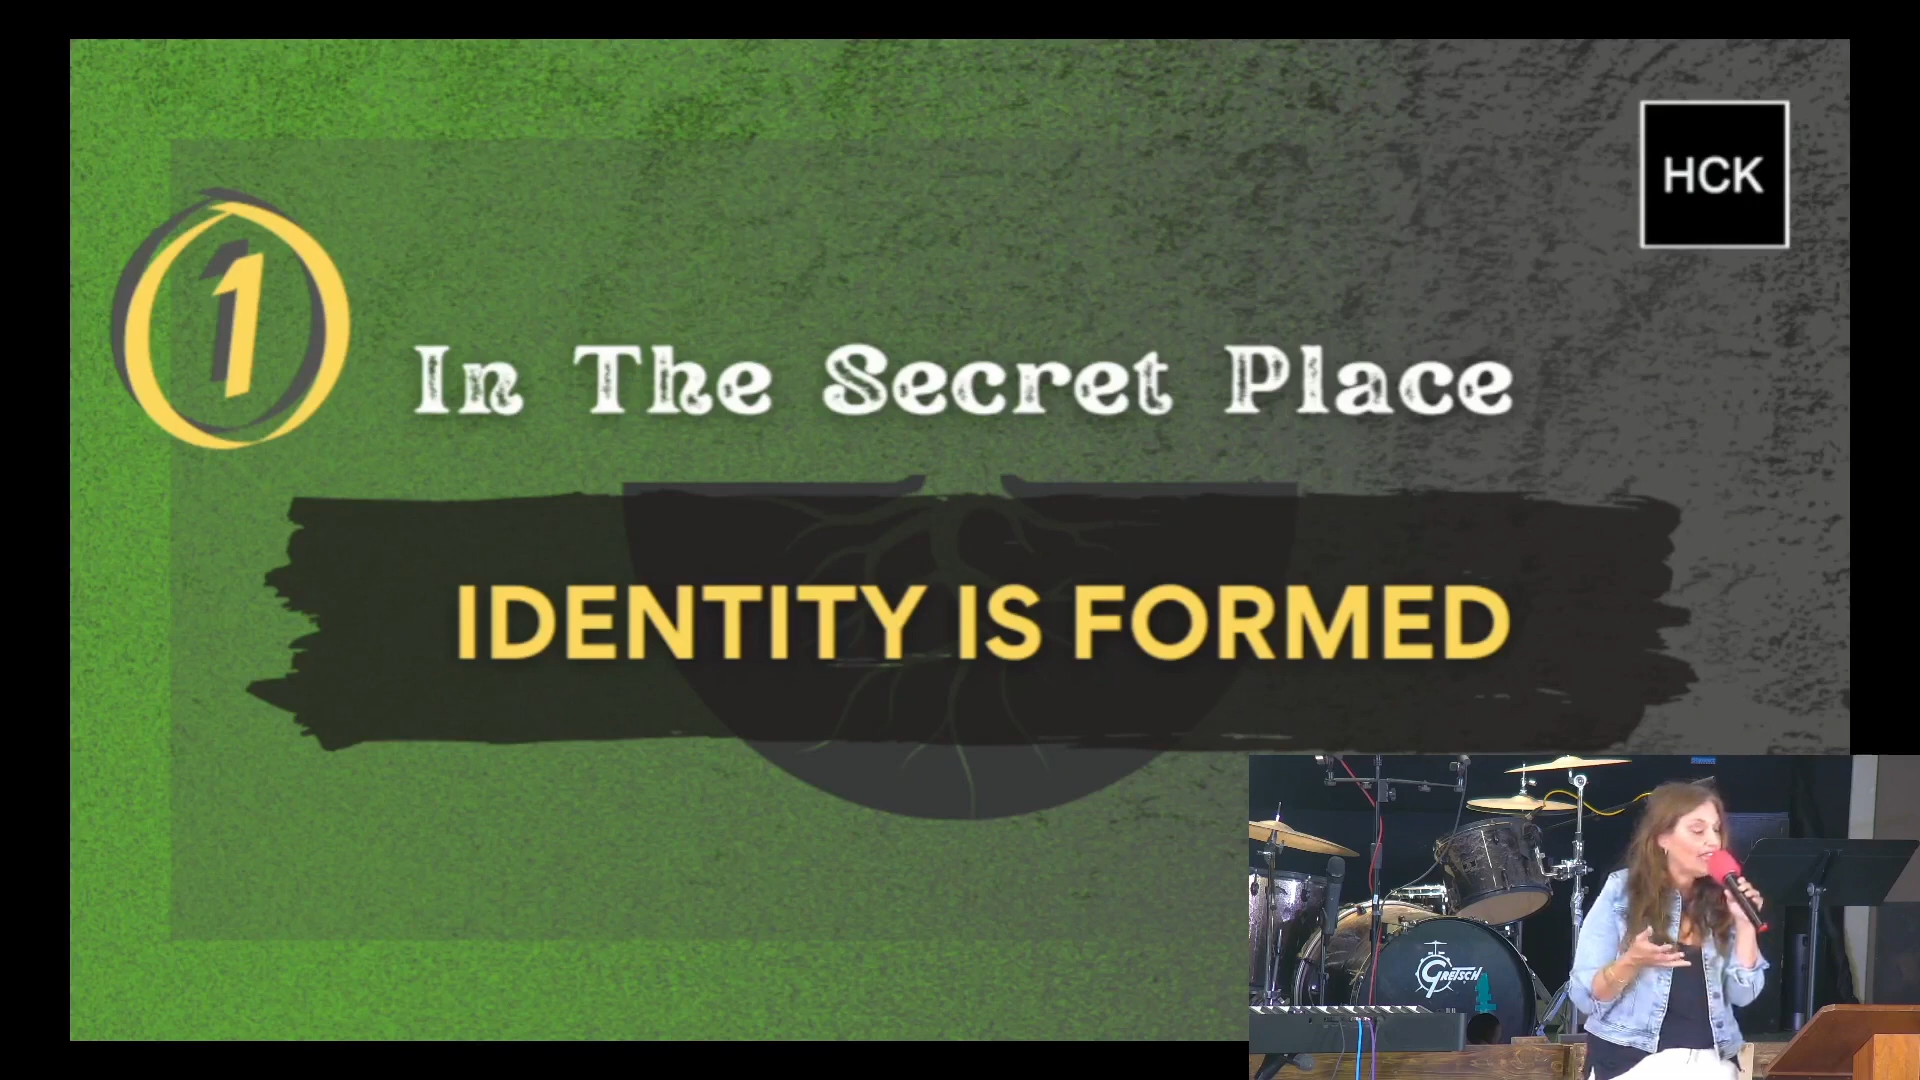 HCK
1
In The Secret Place
IDENTITY IS FORMED
GRETSCH